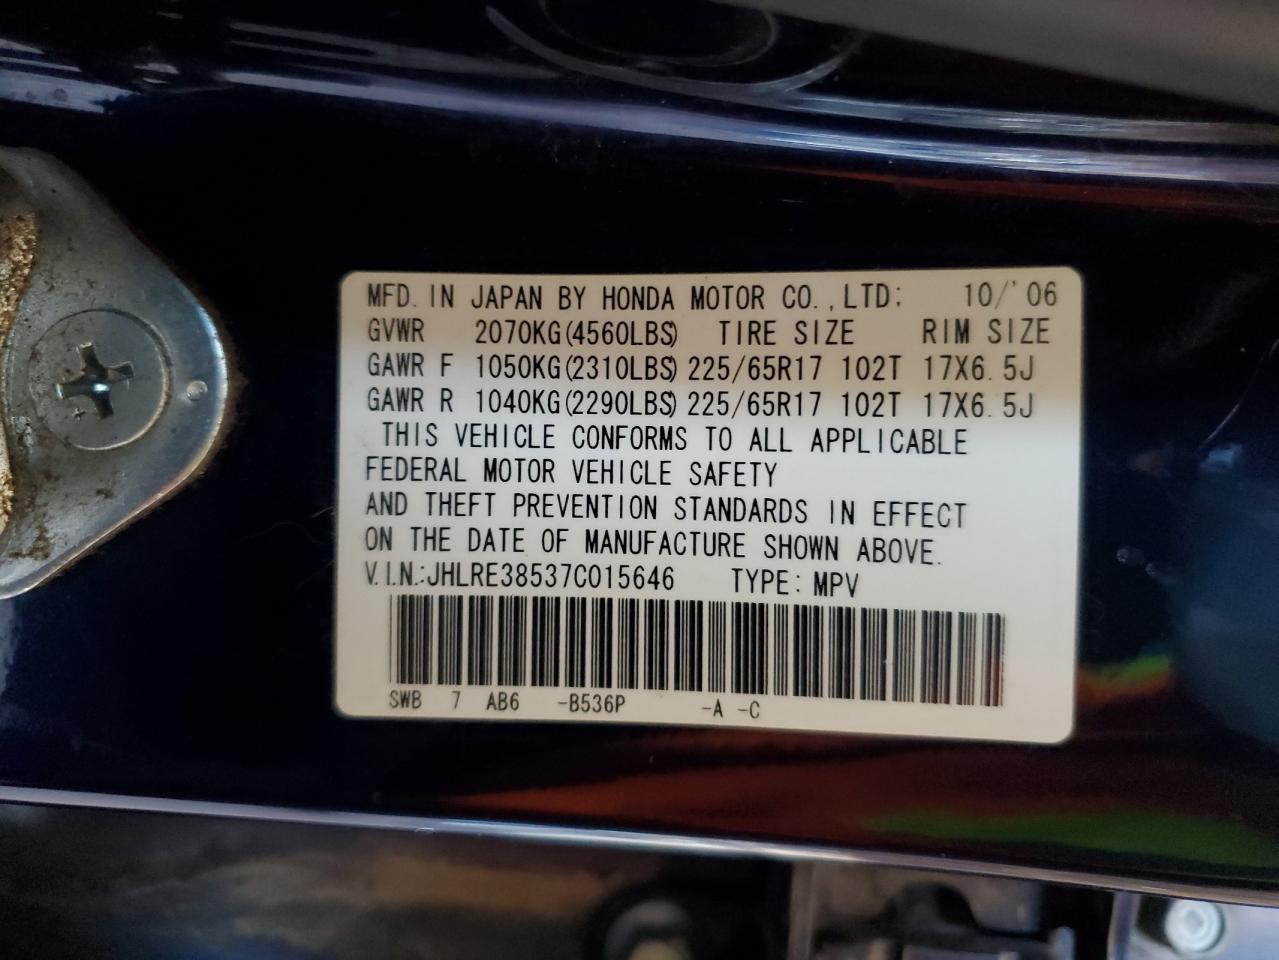 MFD. IN JAPAN BY HONDA MOTOR CO.,LTD: 10/'06
GVWR 2070KG(4560LBS) TIRE SIZE RIM SIZE
GAWR F 1050KG(2310LBS) 225/65R17 102T 17X6.5J
GAWR R 1040KG(2290LBS) 225/65R17 102T 17X6.5J
THIS VEHICLE CONFORMS TO ALL APPLICABLE
FEDERAL MOTOR VEHICLE SAFETY
AND THEFT PREVENTION STANDARDS IN EFFECT
ON THE DATE OF MANUFACTURE SHOWN ABOVE.
V.I.N.:JHLRE38537C015646 TYPE: MPV
SWB 7 AB6 -B536P -A -C